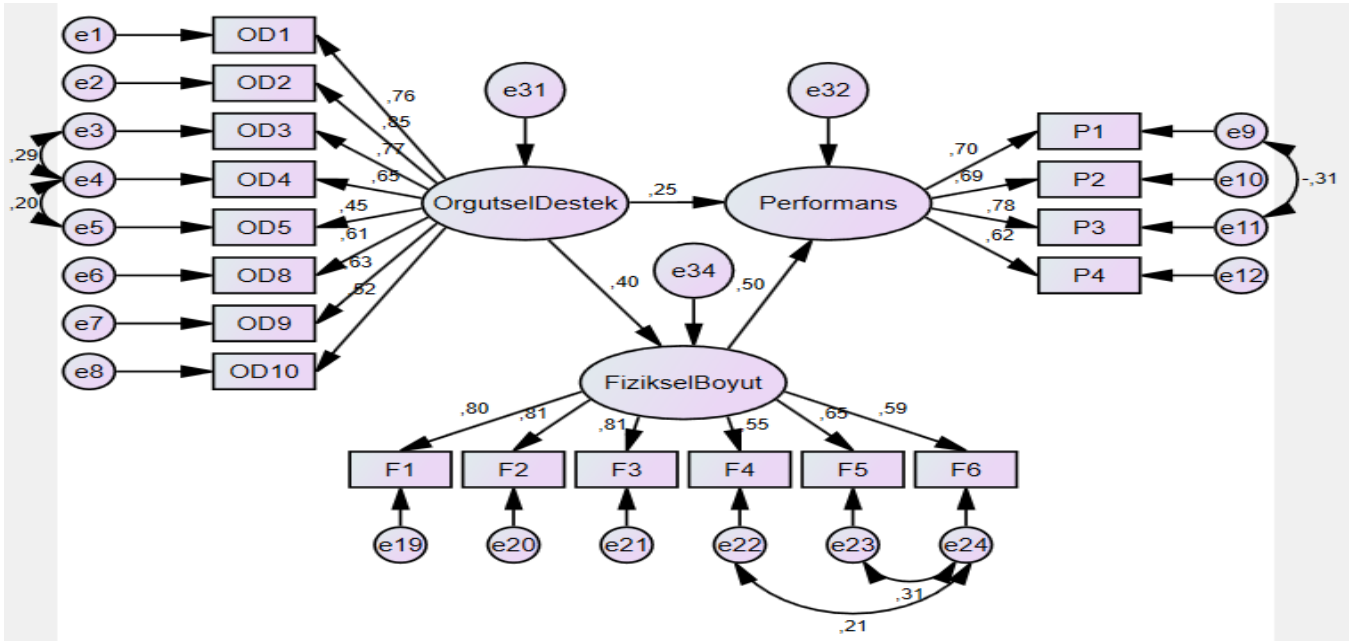 e1
OD1
e2
OD2
e3
OD3
e4
OD4
e5
OD5
e6
OD8
e7
OD9
e8
OD10
,29
,20
,76
,85
,77
,65
,45
,61
,63
,52
e31
OrgutselDestek
,25
e32
Performans
,70
,69
,78
,62
P1
e9
P2
e10
P3
e11
P4
e12
-,31
,40
e34
,50
FizikselBoyut
,80
,81
,81
,55
,65
,59
F1
F2
F3
F4
F5
F6
e19
e20
e21
e22
e23
e24
,31
,21